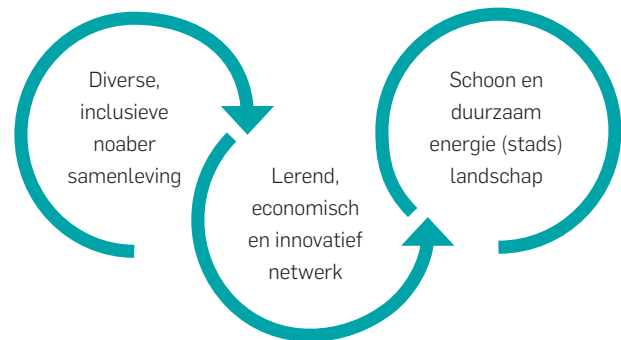 Diverse,
inclusieve
noaber
samenleving
Lerend,
economisch
en innovatief
netwerk
Schoon en
duurzaam
energie (stads)
landschap